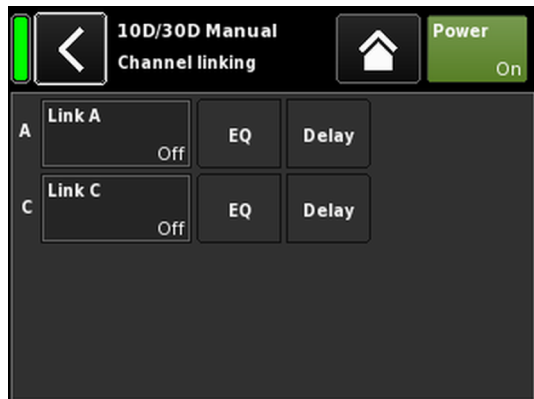 10D/30D Manual
Channel linking
Power
On
A
Link A
Off
EQ
Delay
C
Link C
Off
EQ
Delay